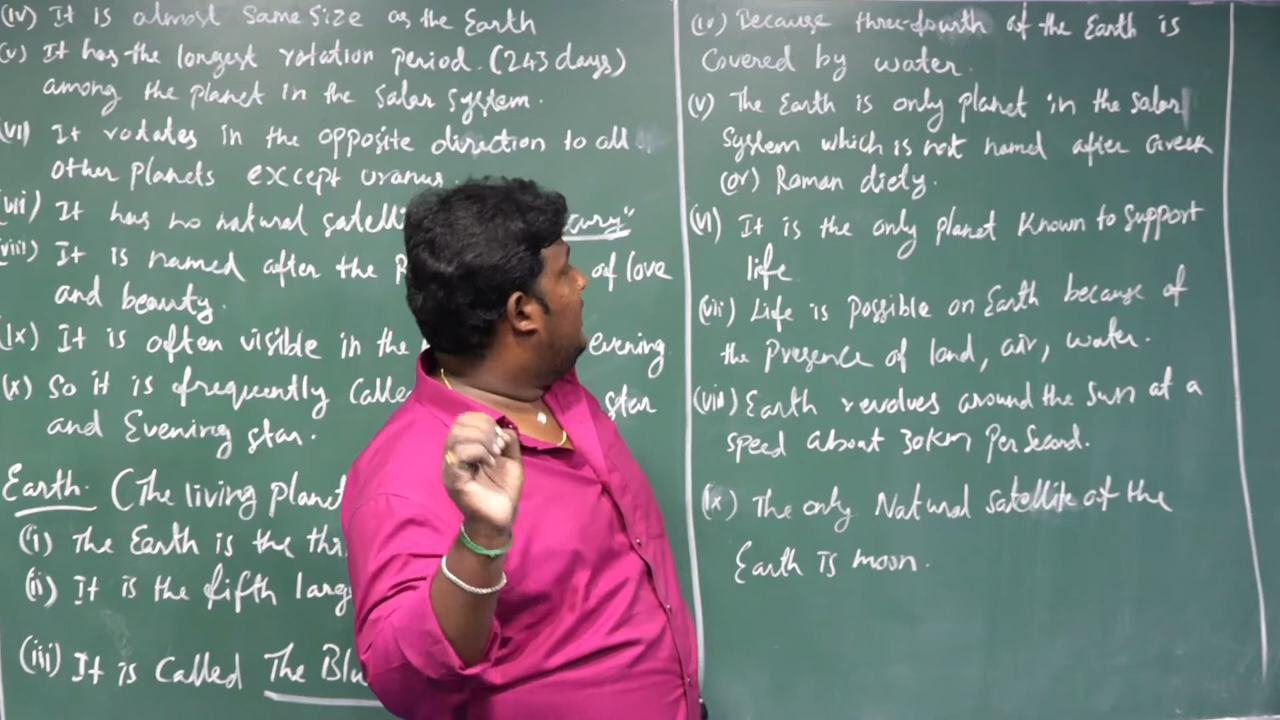 (iv) It is almost same size as the Earth
(v) It has the longest rotation period. (243 days)
among the planet in the Solar System.
(vi) It rotates in the opposite direction to all
other planets except uranus.
(vii) It has no natural
(viii) It is named after the of love
and beauty.
(ix) It is often visible in the evening
(x) So it is frequently star
and Evening star.
Earth. (The living planet
(i) The Earth is the
(ii) It is the fifth
(iii) It is Called The
(iv) Because three-fourth of the Earth is
Covered by water.
(v) The Earth is only planet in the Solar
System which is not named after Greek
(or) Roman diety.
(vi) It is the only planet known to support
life
(vii) Life is possible on Earth because of
the presence of land, air, water.
(viii) Earth revolves around the Sun at a
speed about 30km per second.
(ix) The only Natural satellite of the
Earth is moon.